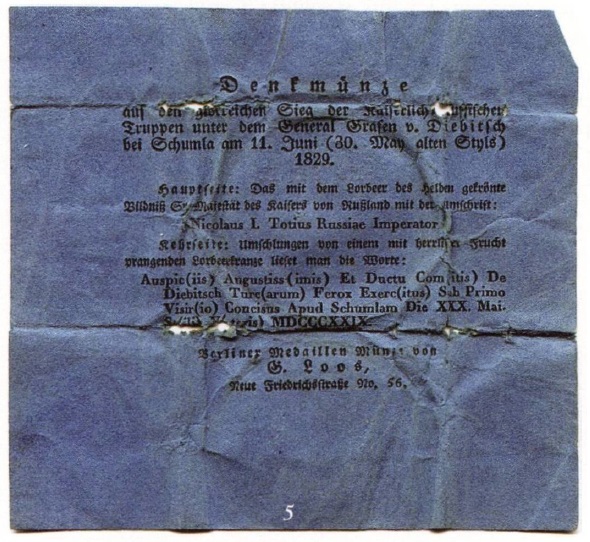 Denkmünze
auf den glorreichen Sieg der Kaiserlich Russischen
Truppen unter dem General Grafen v. Diebitsch
bei Schumla am 11. Juni (30. May alten Styls)
1829.
Hauptseite: Das mit dem Lorbeer des Helden gekrönte
Bildniß Sr. Majestät des Kaisers von Rußland mit der Umschrift:
Nicolaus I. Totius Russiae Imperator
Kehrseite: Umschlungen von einem mit herrlicher Frucht
prangenden Lorbeerkranze lieset man die Worte:
Auspic(iis) Augustiss(imis) Et Ductu Com(itis) De
Diebitsch Turc(arum) Ferox Exerc(itus) Sub Primo
Visir(io) Concisus Apud Schumlam Die XXX. Mai.
MDCCCXXIX.
Berliner Medaillen Münze von
G. Loos,
Neue Friedrichsstraße No. 56.
5